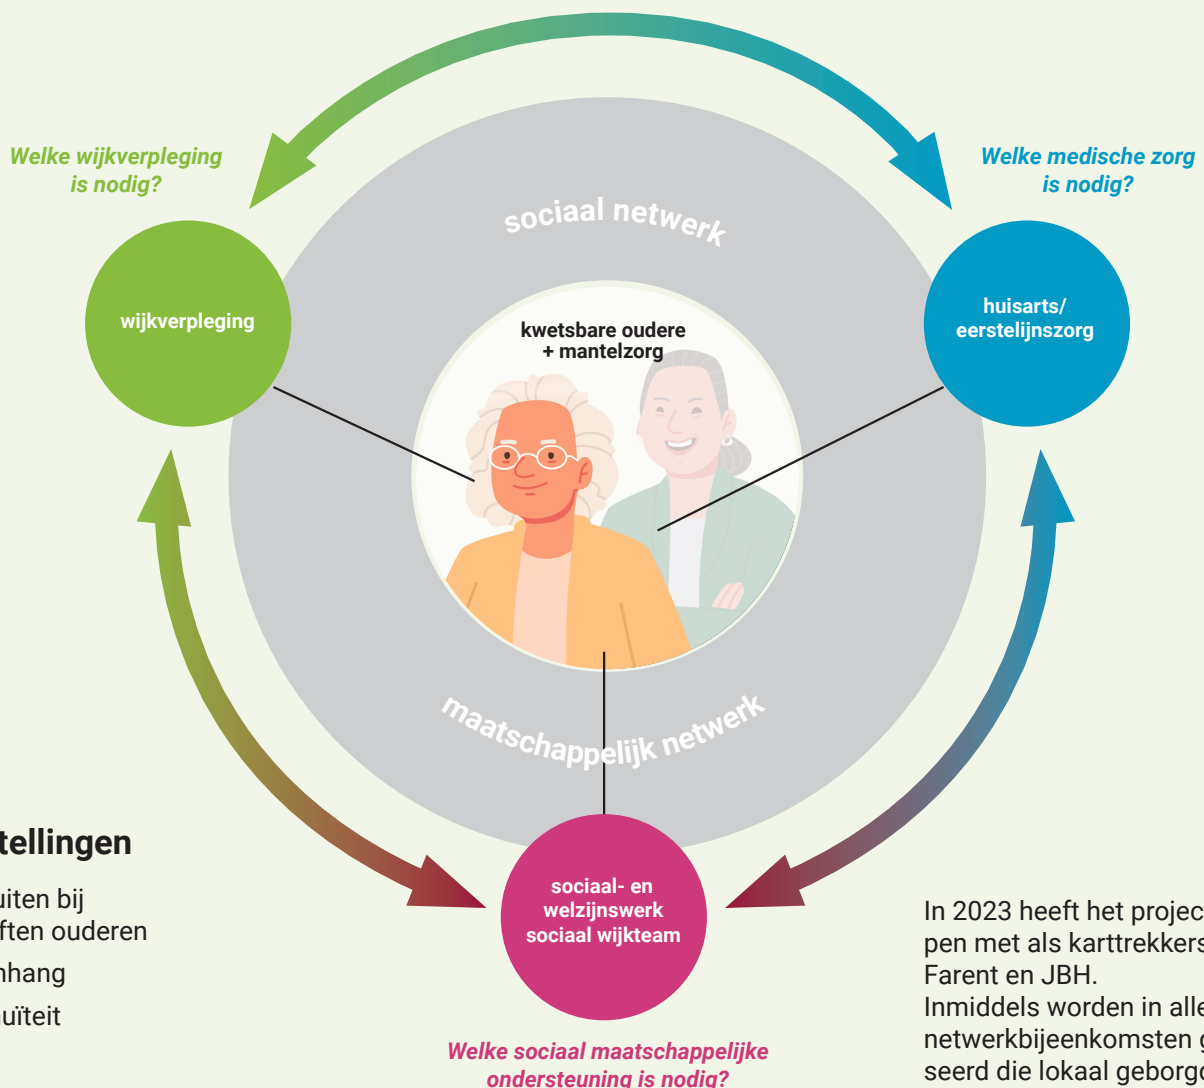 Welke wijkverpleging
is nodig?
Welke medische zorg
is nodig?
sociaal netwerk
wijkverpleging
kwetsbare oudere
+ mantelzorg
huisarts/
eerstelijnszorg
maatschappelijk netwerk
sociaal- en
welzijnswerk
sociaal wijkteam
Welke sociaal maatschappelijke
ondersteuning is nodig?
tellingen
uiten bij
ften ouderen
nhang
nuïteit
In 2023 heeft het projec
pen met als karttrekkers
Farent en JBH.
Inmiddels worden in alle
netwerkbijeenkomsten g
seerd die lokaal geborgd